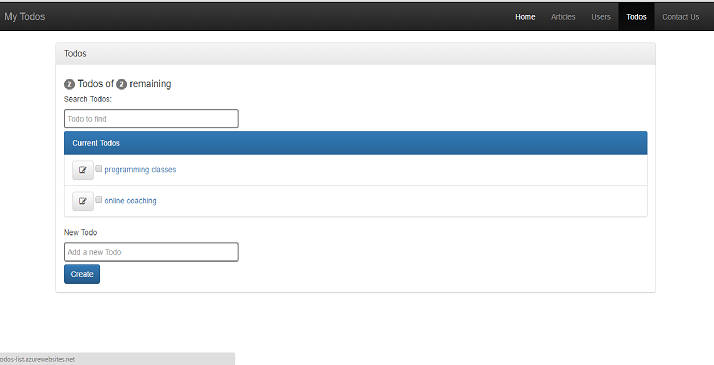 My Todos Home Articles Users Todos Contact Us
Todos
2 Todos of 2 remaining
Search Todos:
Todo to find
Current Todos
programming classes
online coaching
New Todo
Add a new Todo
Create
odos-list.azurewebsites.net